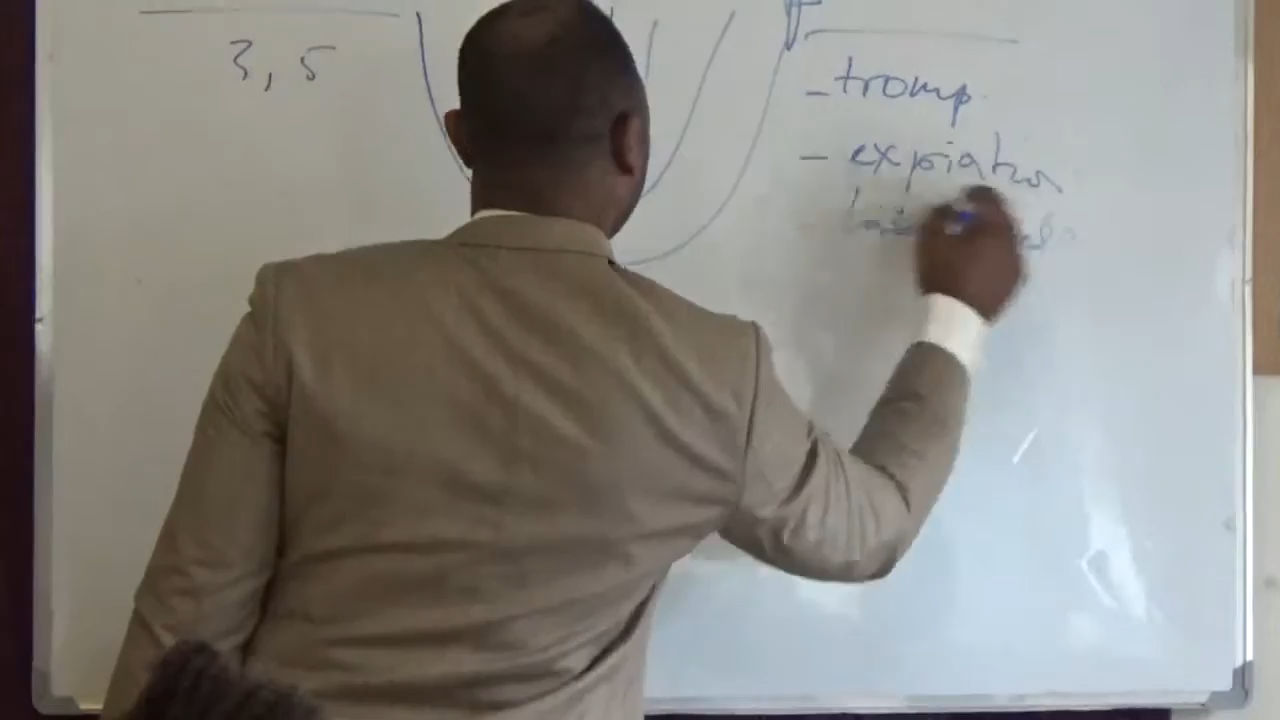 3, 5
- tromp.
- expiation